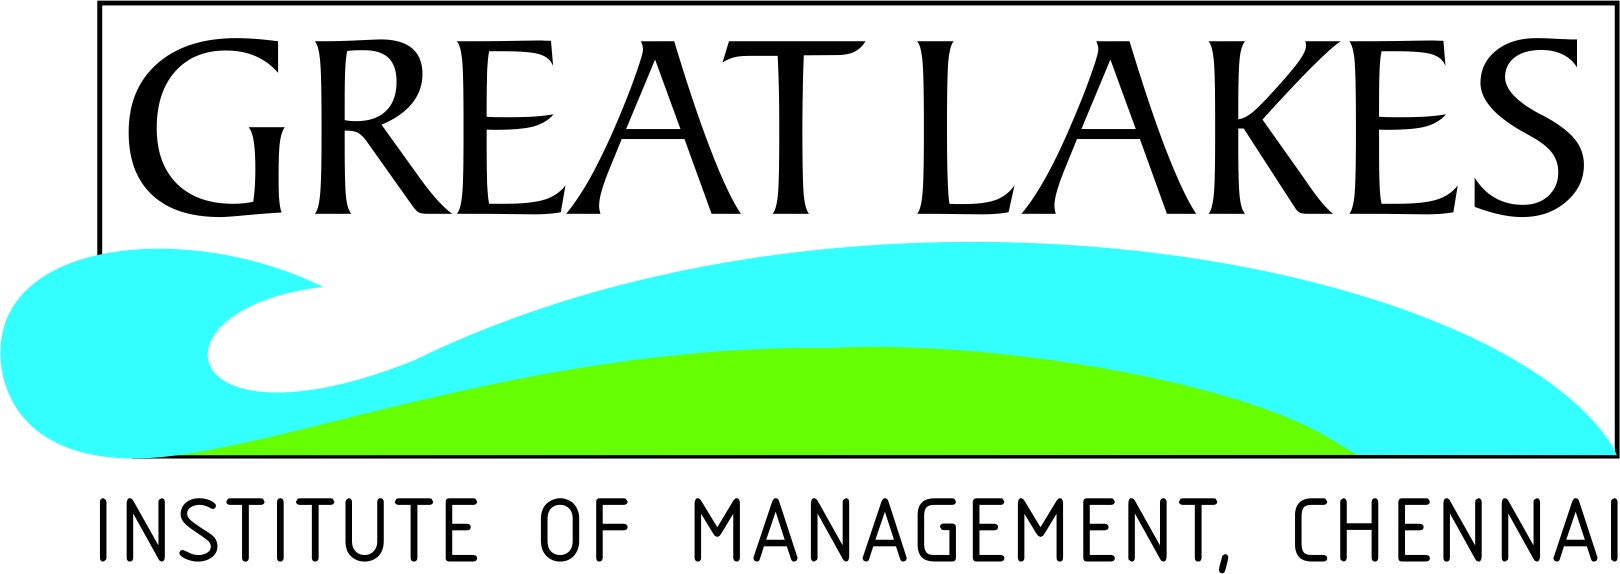 GREAT LAKES
INSTITUTE OF MANAGEMENT, CHENNAI